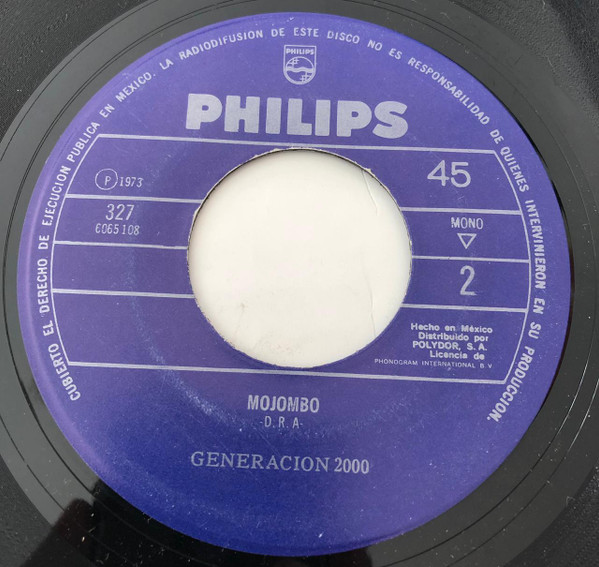 CUBIERTO EL DERECHO DE EJECUCION PUBLICA EN MEXICO. LA RADIODIFUSION DE ESTE DISCO NO ES RESPONSABILIDAD DE QUIENES INTERVINIERON EN SU PRODUCCION.
PHILIPS
PHILIPS
P 1973
45
327
6065108
MONO
2
Hecho en México
Distribuido por
POLYDOR, S. A.
Licencia de
PHONOGRAM INTERNATIONAL B V
MOJOMBO
-D. R. A-
GENERACION 2000